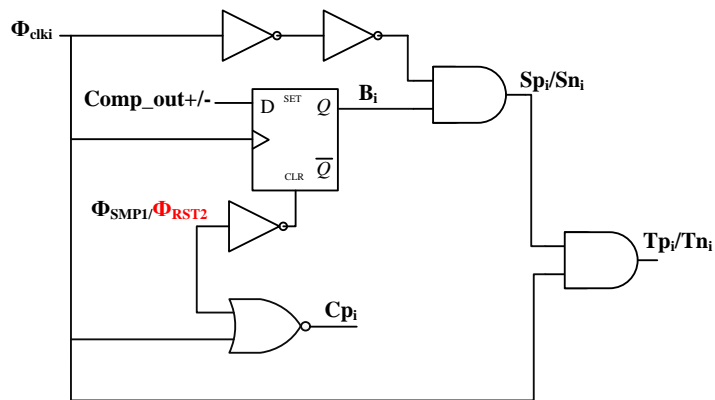 Φclki
Comp_out+/-
D
SET
Q
Bi
Spi/Sni
Q
CLR
ΦSMP1/ΦRST2
Tpi/Tni
Cpi